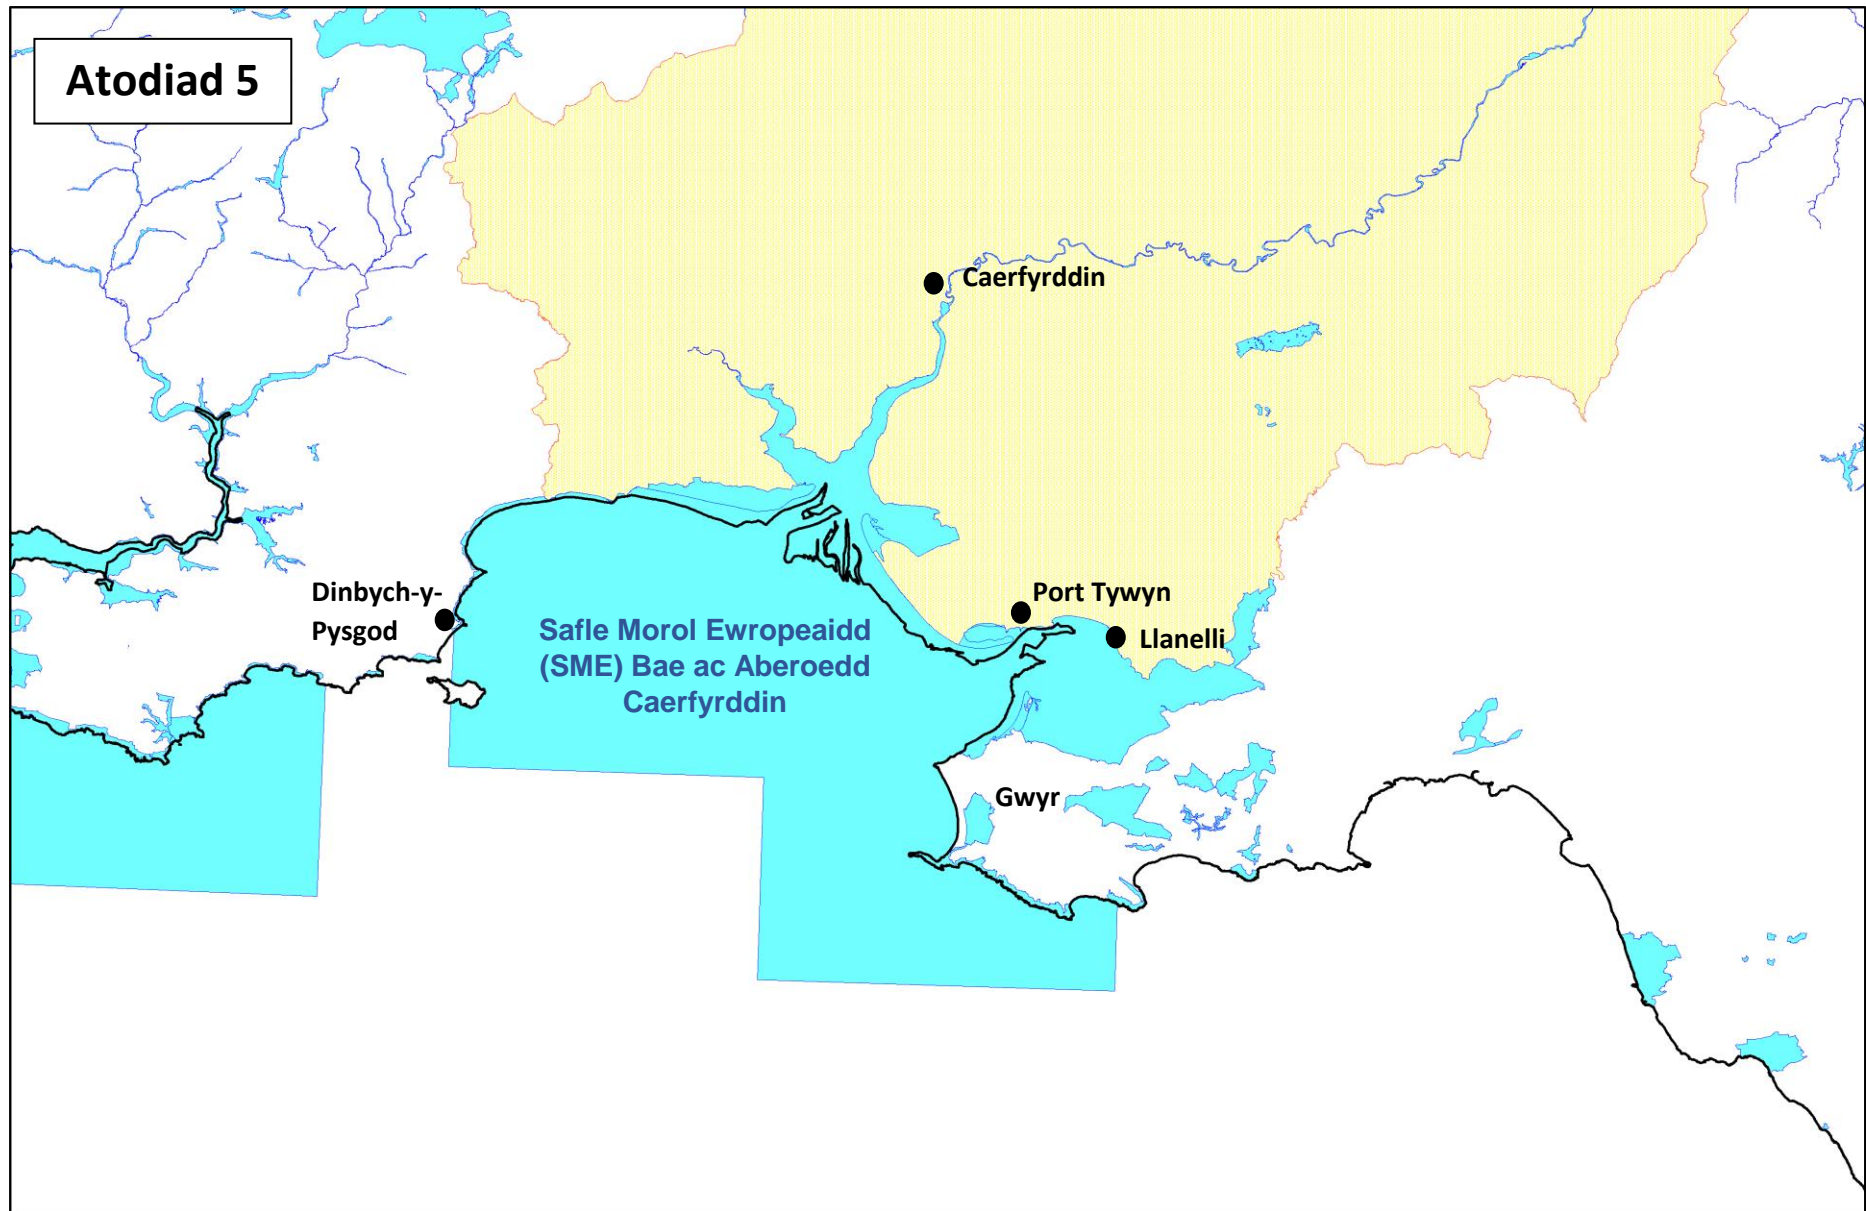 Atodiad 5
Caerfyrddin
Dinbych-y-
Pysgod
Port Tywyn
Llanelli
Safle Morol Ewropeaidd
(SME) Bae ac Aberoedd
Caerfyrddin
Gwyr